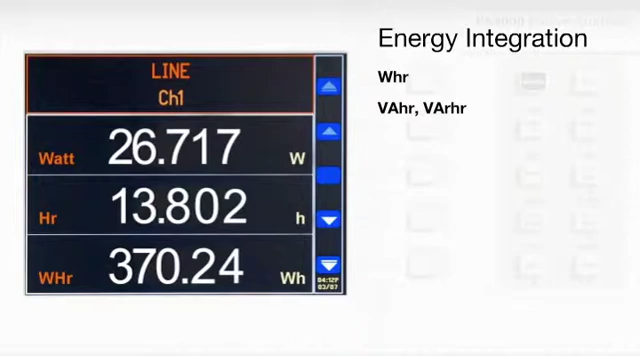 Energy Integration
Whr
VAhr, VArhr
LINE
Ch1
Watt 26.717 W
Hr 13.802 h
WHr 370.24 Wh
04:12P
03/07